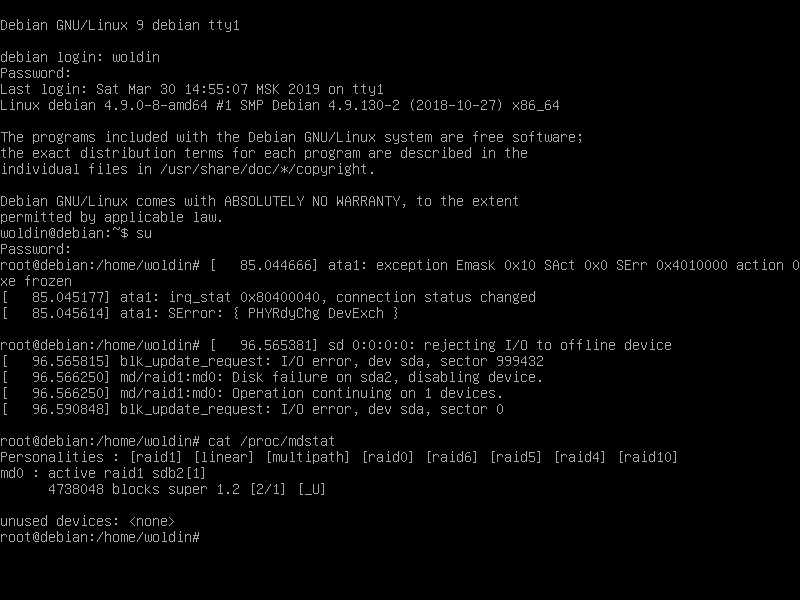 Debian GNU/Linux 9 debian tty1
debian login: woldin
Password:
Last login: Sat Mar 30 14:55:07 MSK 2019 on tty1
Linux debian 4.9.0-8-amd64 #1 SMP Debian 4.9.130-2 (2018-10-27) x86_64
The programs included with the Debian GNU/Linux system are free software;
the exact distribution terms for each program are described in the
individual files in /usr/share/doc/*/copyright.
Debian GNU/Linux comes with ABSOLUTELY NO WARRANTY, to the extent
permitted by applicable law.
woldin@debian:~$ su
Password:
root@debian:/home/woldin# [   85.044666] ata1: exception Emask 0x10 SAct 0x0 SErr 0x4010000 action 0
xe frozen
[   85.045177] ata1: irq_stat 0x80400040, connection status changed
[   85.045614] ata1: SError: { PHYRdyChg DevExch }
root@debian:/home/woldin# [   96.565381] sd 0:0:0:0: rejecting I/O to offline device
[   96.565815] blk_update_request: I/O error, dev sda, sector 999432
[   96.566250] md/raid1:md0: Disk failure on sda2, disabling device.
[   96.566250] md/raid1:md0: Operation continuing on 1 devices.
[   96.590848] blk_update_request: I/O error, dev sda, sector 0
root@debian:/home/woldin# cat /proc/mdstat
Personalities : [raid1] [linear] [multipath] [raid0] [raid6] [raid5] [raid4] [raid10]
md0 : active raid1 sdb2[1]
      4738048 blocks super 1.2 [2/1] [_U]
unused devices: <none>
root@debian:/home/woldin#